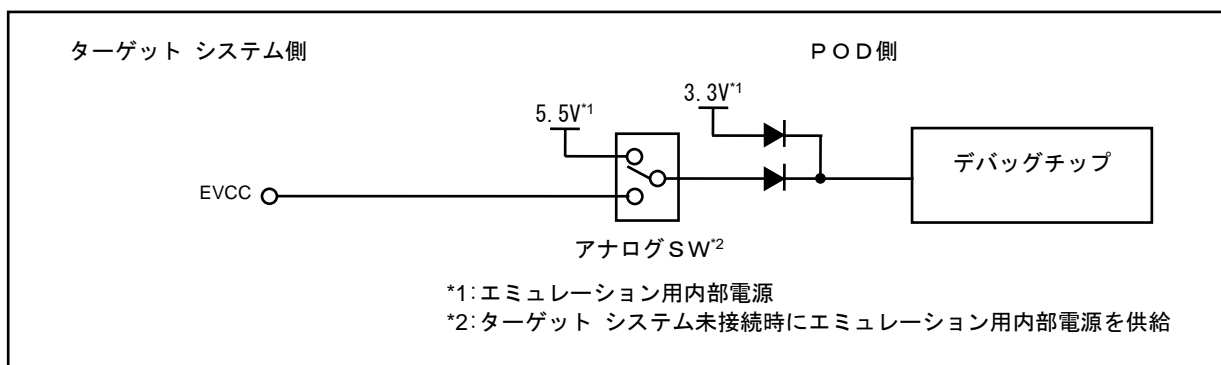 ターゲット システム側
ＰＯＤ側
3.3V*1
5.5V*1
デバッグチップ
EVCC
アナログＳＷ*2
*1:エミュレーション用内部電源
*2:ターゲット システム未接続時にエミュレーション用内部電源を供給